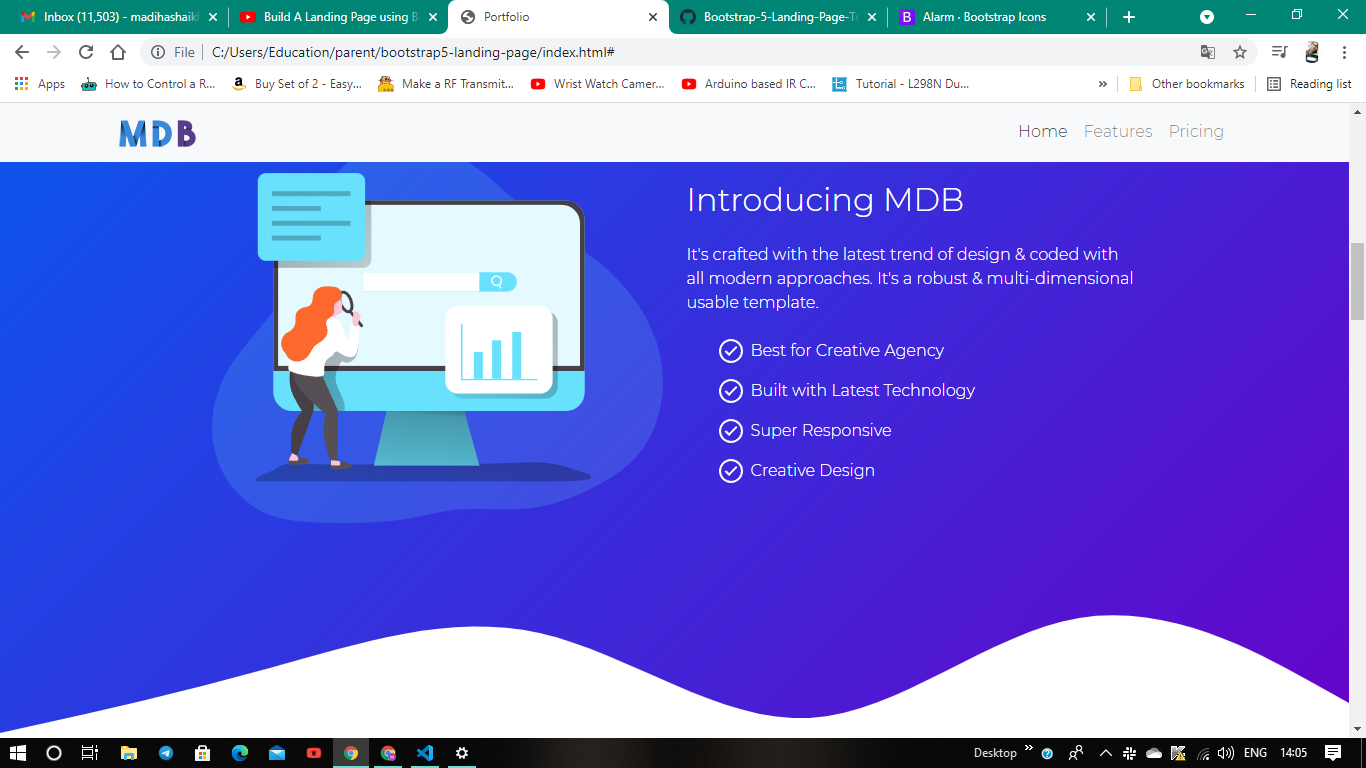 Inbox (11,503) - madihashaikl
Build A Landing Page using B
Portfolio
Bootstrap-5-Landing-Page-Tu
Alarm · Bootstrap Icons
File
C:/Users/Education/parent/bootstrap5-landing-page/index.html#
Apps
How to Control a R...
Buy Set of 2 - Easy...
Make a RF Transmit...
Wrist Watch Camer...
Arduino based IR C...
Tutorial - L298N Du...
»
Other bookmarks
Reading list
MDB
Home
Features
Pricing
Introducing MDB
It's crafted with the latest trend of design & coded with
all modern approaches. It's a robust & multi-dimensional
usable template.
Best for Creative Agency
Built with Latest Technology
Super Responsive
Creative Design
Desktop
»
ENG
14:05